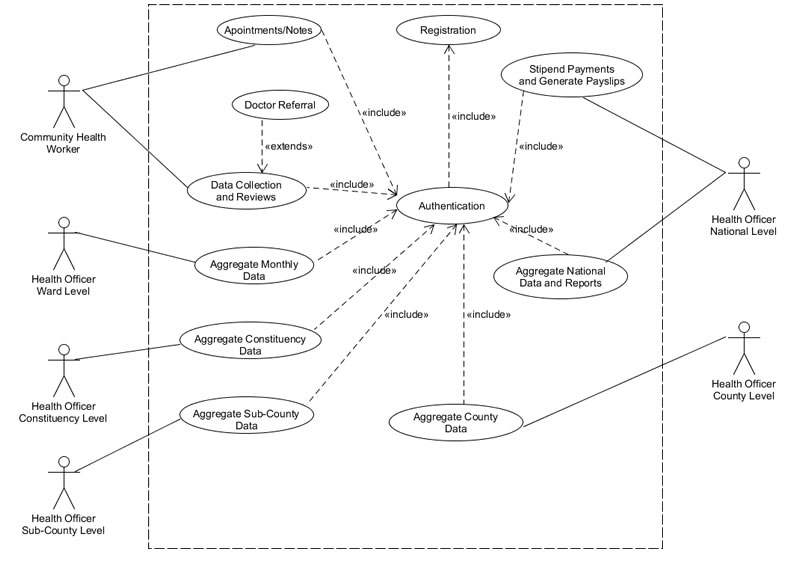 Apointments/Notes
Registration
Stipend Payments
and Generate Payslips
«include»
Doctor Referral
Community Health
Worker
«include»
«extends»
«include»
Data Collection
and Reviews
«include»
Authentication
Health Officer
National Level
«include»
«include»
Health Officer
Ward Level
Aggregate Monthly
Data
«include»
Aggregate National
Data and Reports
«include»
«include»
Aggregate Constituency
Data
Health Officer
County Level
Health Officer
Constituency Level
Aggregate Sub-County
Data
Aggregate County
Data
Health Officer
Sub-County Level